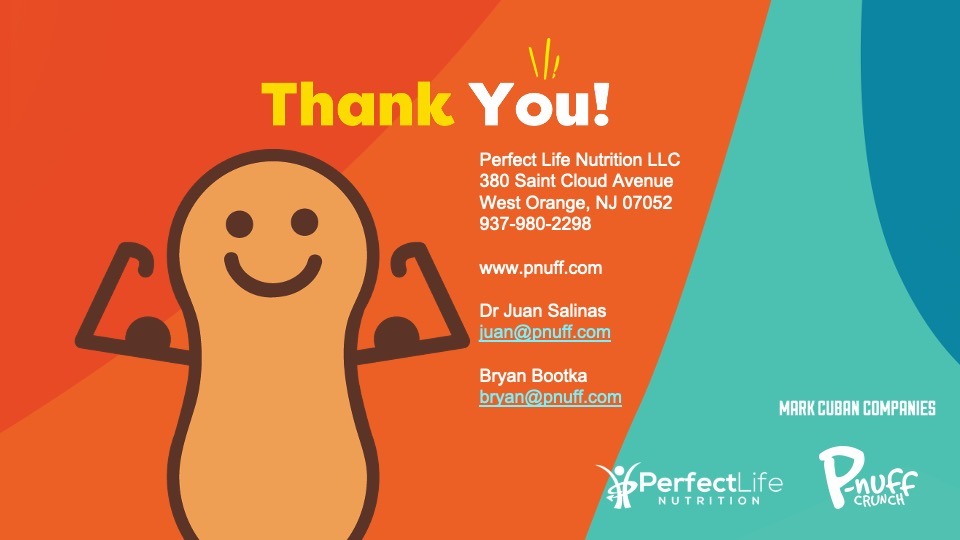 Thank You!
Perfect Life Nutrition LLC
380 Saint Cloud Avenue
West Orange, NJ 07052
937-980-2298
www.pnuff.com
Dr Juan Salinas
juan@pnuff.com
Bryan Bootka
bryan@pnuff.com
MARK CUBAN COMPANIES
PerfectLife
NUTRITION
P-nuff
CRUNCH